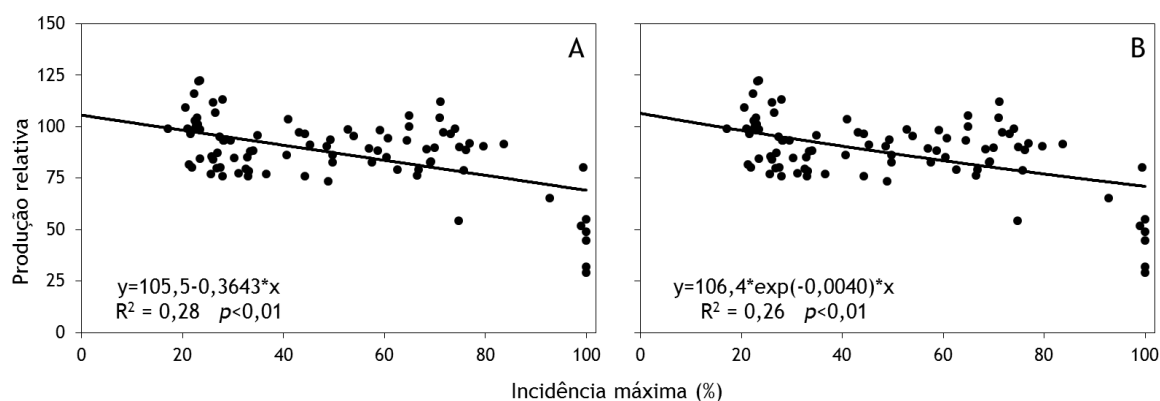 150
125
100
75
50
25
0
Produção relativa
A
y=105,5-0,3643*x
R² = 0,28 p<0,01
0 20 40 60 80 100
B
y=106,4*exp(-0,0040)*x
R² = 0,26 p<0,01
0 20 40 60 80 100
Incidência máxima (%)